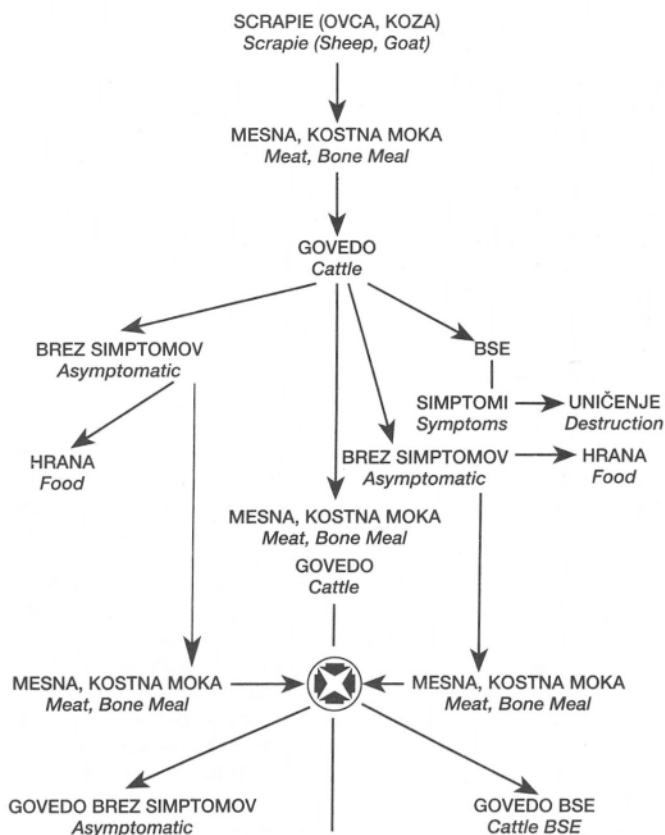 SCRAPIE (OVCA, KOZA)
Scrapie (Sheep, Goat)
MESNA, KOSTNA MOKA
Meat, Bone Meal
GOVEDO
Cattle
BREZ SIMPTOMOV
Asymptomatic
BSE
SIMPTOMI
Symptoms
UNIČENJE
Destruction
HRANA
Food
BREZ SIMPTOMOV
Asymptomatic
HRANA
Food
MESNA, KOSTNA MOKA
Meat, Bone Meal
GOVEDO
Cattle
MESNA, KOSTNA MOKA
Meat, Bone Meal
MESNA, KOSTNA MOKA
Meat, Bone Meal
GOVEDO BREZ SIMPTOMOV
Asymptomatic
GOVEDO BSE
Cattle BSE